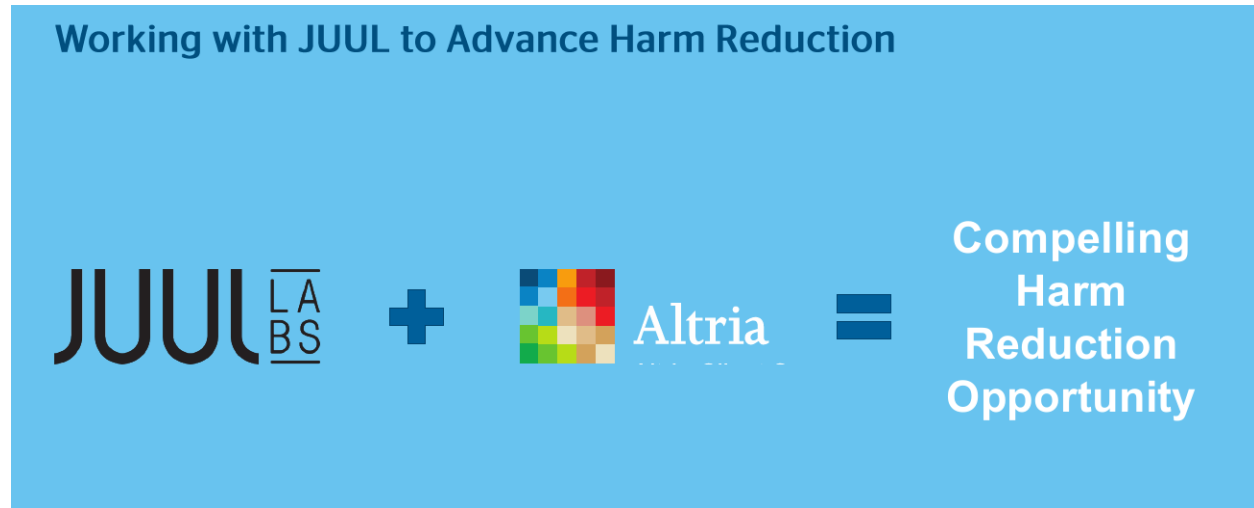 Working with JUUL to Advance Harm Reduction
JUUL LABS
Altria
Compelling
Harm
Reduction
Opportunity